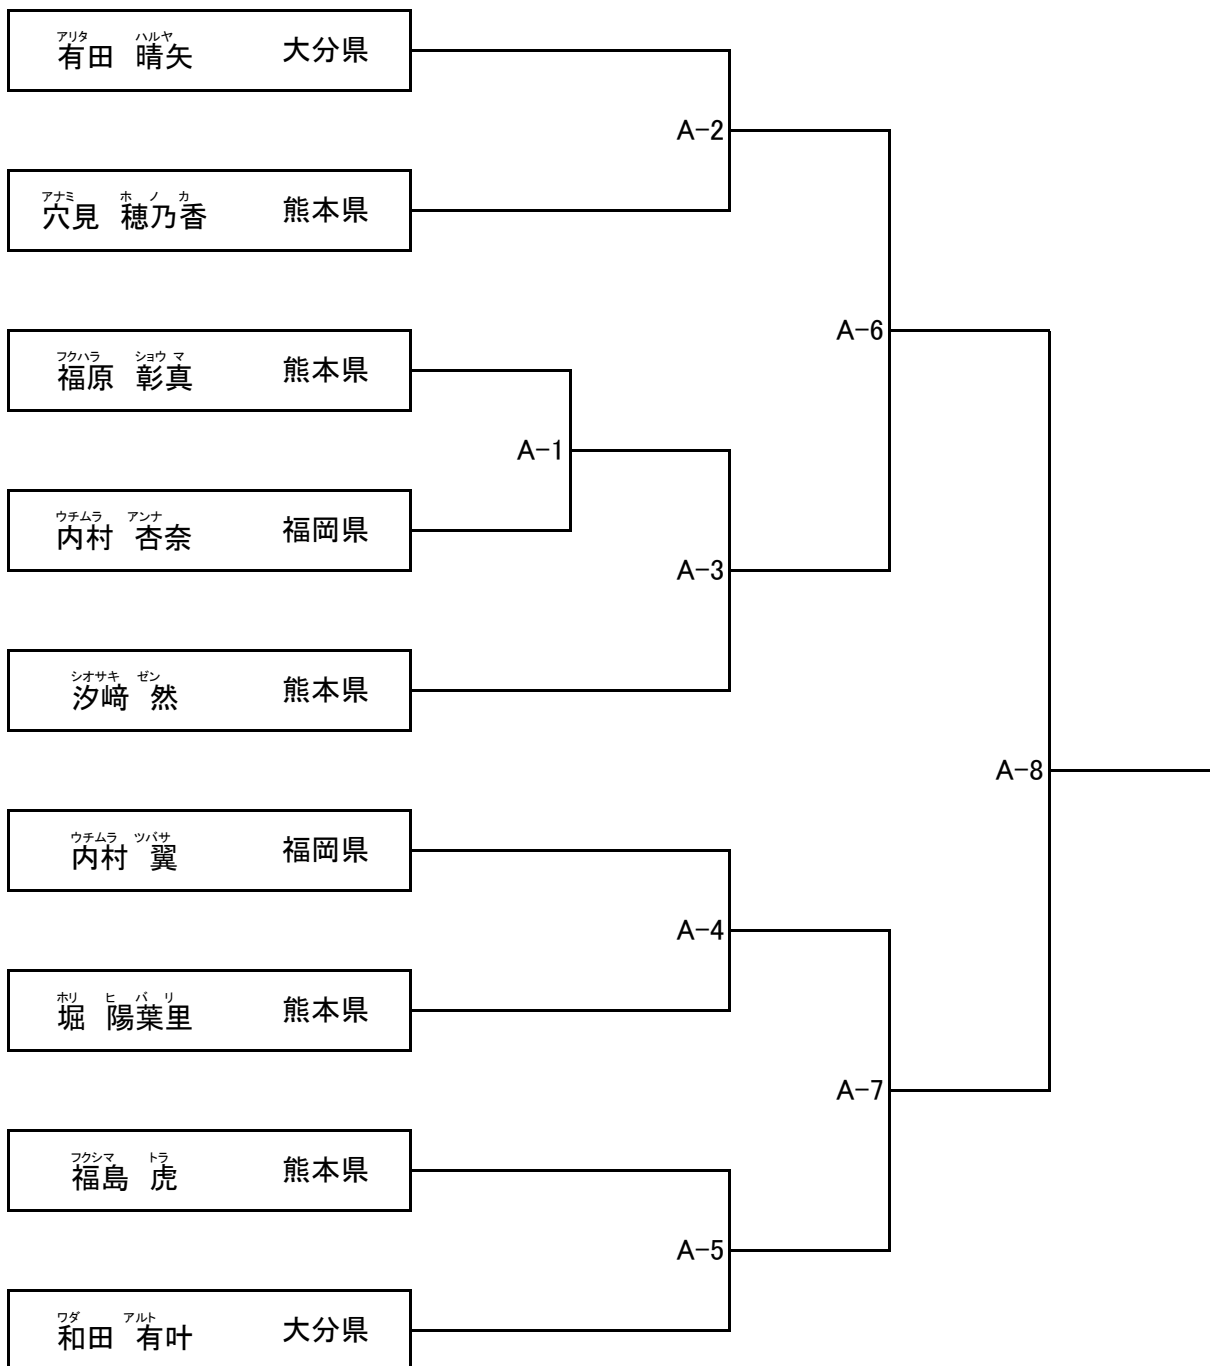 アリタ ハルヤ
有田 晴矢 大分県
A-2
アナミ ホノカ
穴見 穂乃香 熊本県
A-6
フクハラ ショウマ
福原 彰真 熊本県
A-1
ウチムラ アンナ
内村 杏奈 福岡県
A-3
シオサキ ゼン
汐﨑 然 熊本県
A-8
ウチムラ ツバサ
内村 翼 福岡県
A-4
ホリ ヒバリ
堀 陽葉里 熊本県
A-7
フクシマ トラ
福島 虎 熊本県
A-5
ワダ アルト
和田 有叶 大分県